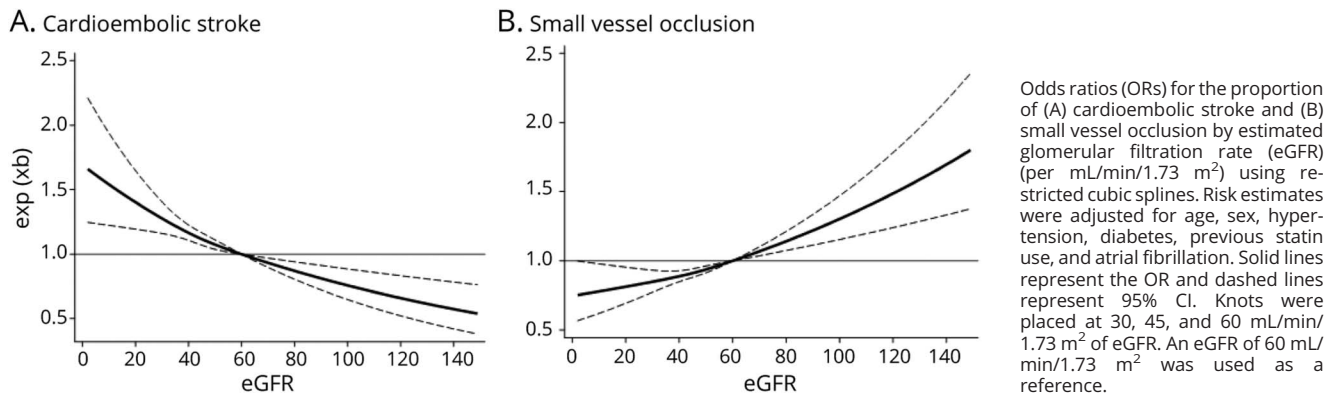 A. Cardioembolic stroke
2.5
2.0
1.5
1.0
0.5
exp (xb)
0 20 40 60 80 100 120 140
eGFR
B. Small vessel occlusion
2.5
2.0
1.5
1.0
0.5
0 20 40 60 80 100 120 140
eGFR
Odds ratios (ORs) for the proportion
of (A) cardioembolic stroke and (B)
small vessel occlusion by estimated
glomerular filtration rate (eGFR)
(per mL/min/1.73 m²) using re-
stricted cubic splines. Risk estimates
were adjusted for age, sex, hyper-
tension, diabetes, previous statin
use, and atrial fibrillation. Solid lines
represent the OR and dashed lines
represent 95% CI. Knots were
placed at 30, 45, and 60 mL/min/
1.73 m² of eGFR. An eGFR of 60 mL/
min/1.73 m² was used as a
reference.